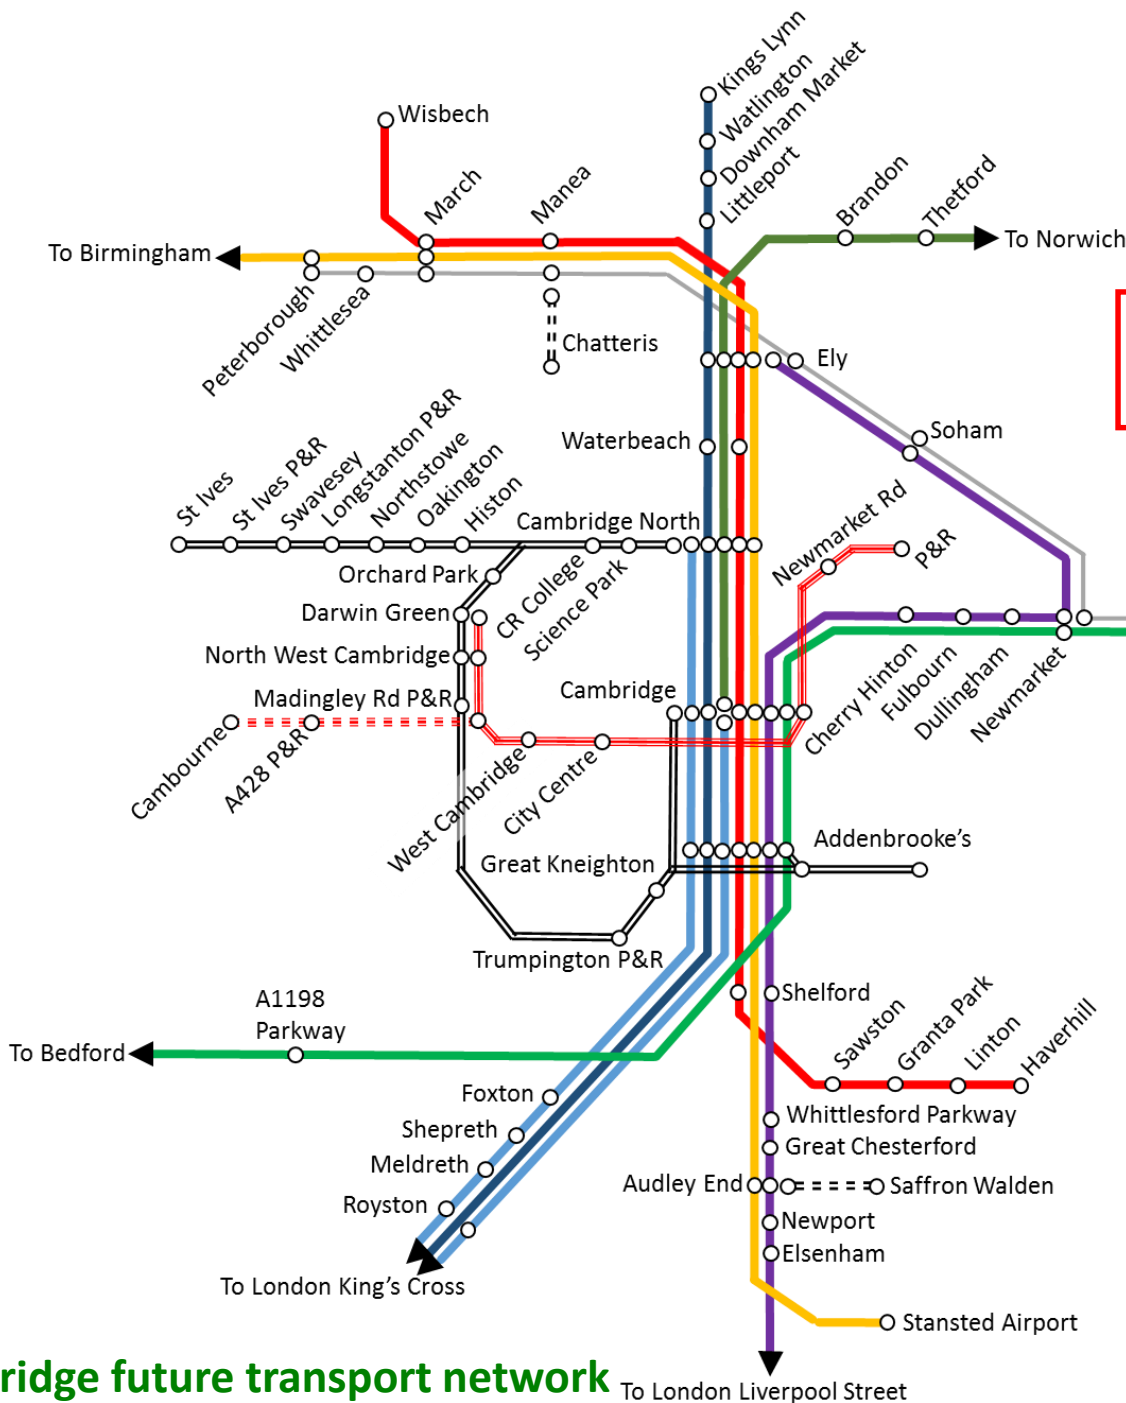 Kings Lynn
Watlington
Downham Market
Littleport
Wisbech
March
Manea
Brandon
Thetford
To Birmingham
To Norwich
Peterborough
Whittlesea
Chatteris
Ely
Soham
Waterbeach
St Ives
St Ives P&R
Swavesey
Longstanton P&R
Northstowe
Oakington
Histon
Cambridge North
Newmarket Rd
P&R
Orchard Park
CR College
Science Park
Darwin Green
North West Cambridge
Madingley Rd P&R
Cambridge
Cherry Hinton
Fulbourn
Dullingham
Newmarket
Cambourne
A428 P&R
West Cambridge
City Centre
Great Kneighton
Addenbrooke's
Trumpington P&R
A1198
Parkway
Shelford
To Bedford
Sawston
Granta Park
Linton
Haverhill
Foxton
Shepreth
Meldreth
Royston
Whittlesford Parkway
Great Chesterford
Audley End
Saffron Walden
Newport
Elsenham
To London King's Cross
Stansted Airport
ridge future transport network
To London Liverpool Street